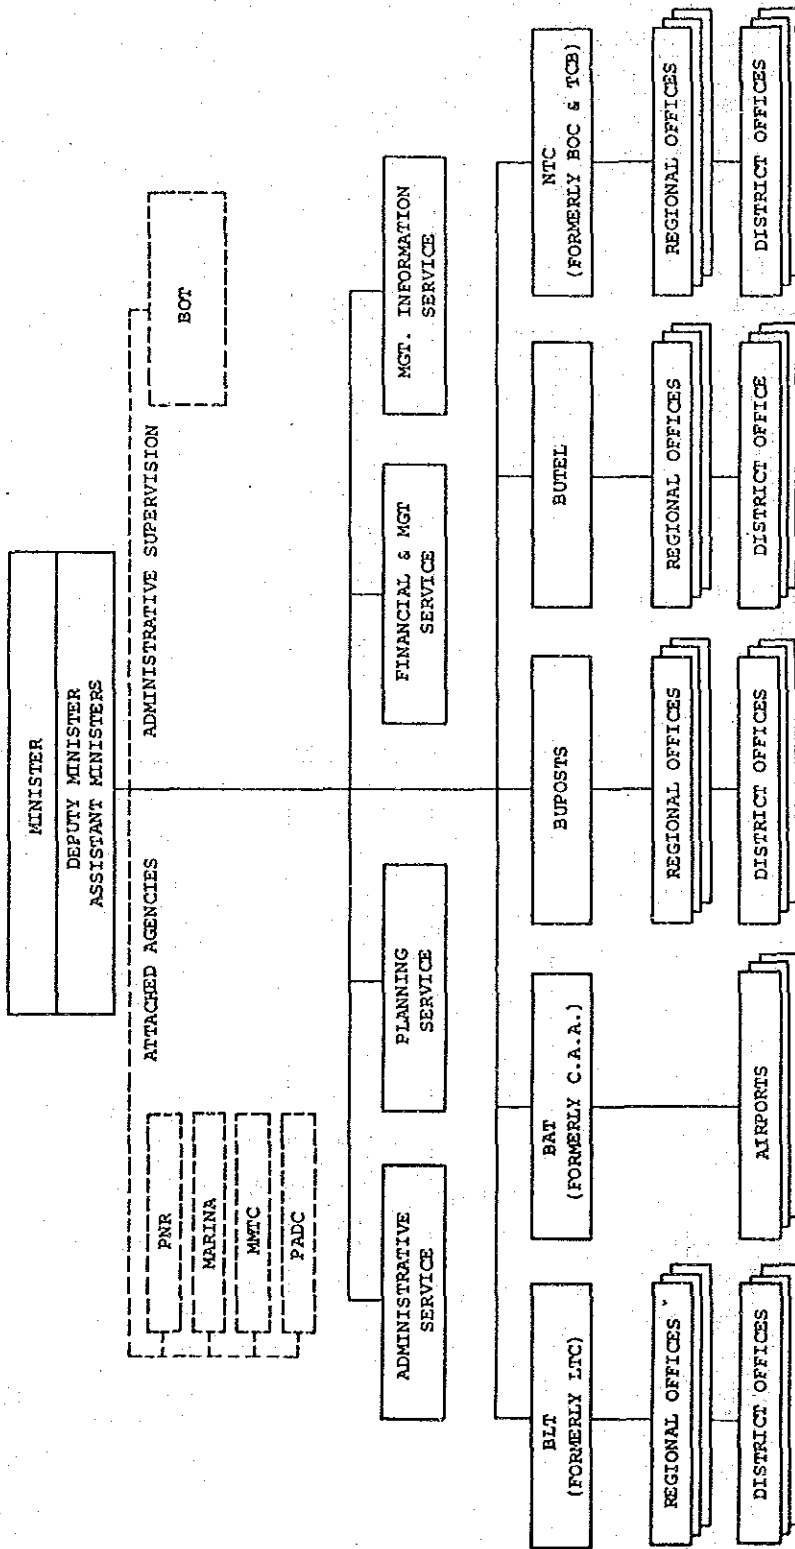 MINISTER
DEPUTY MINISTER
ASSISTANT MINISTERS
ATTACHED AGENCIES
ADMINISTRATIVE SUPERVISION
PNR
MARINA
MMTC
PADC
BOT
ADMINISTRATIVE
SERVICE
PLANNING
SERVICE
FINANCIAL & MGT
SERVICE
MGT. INFORMATION
SERVICE
BLT
(FORMERLY LTC)
BAT
(FORMERLY C.A.A.)
BUPOSTS
BUTEL
NTC
(FORMERLY BOC & TCB)
REGIONAL OFFICES
REGIONAL OFFICES
REGIONAL OFFICES
REGIONAL OFFICES
DISTRICT OFFICES
AIRPORTS
DISTRICT OFFICES
DISTRICT OFFICE
DISTRICT OFFICES